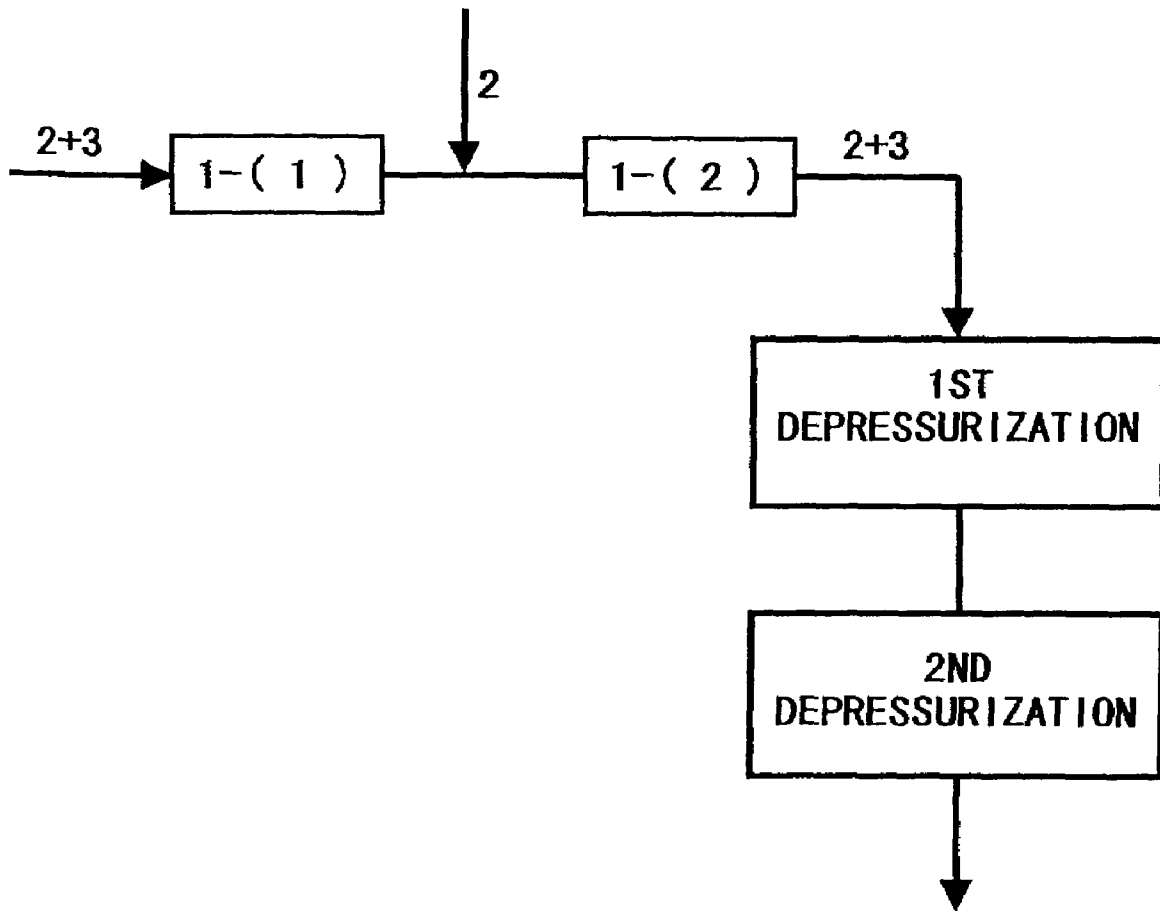 2
2+3
1-( 1 )
1-( 2 )
2+3
1ST
DEPRESSURIZATION
2ND
DEPRESSURIZATION